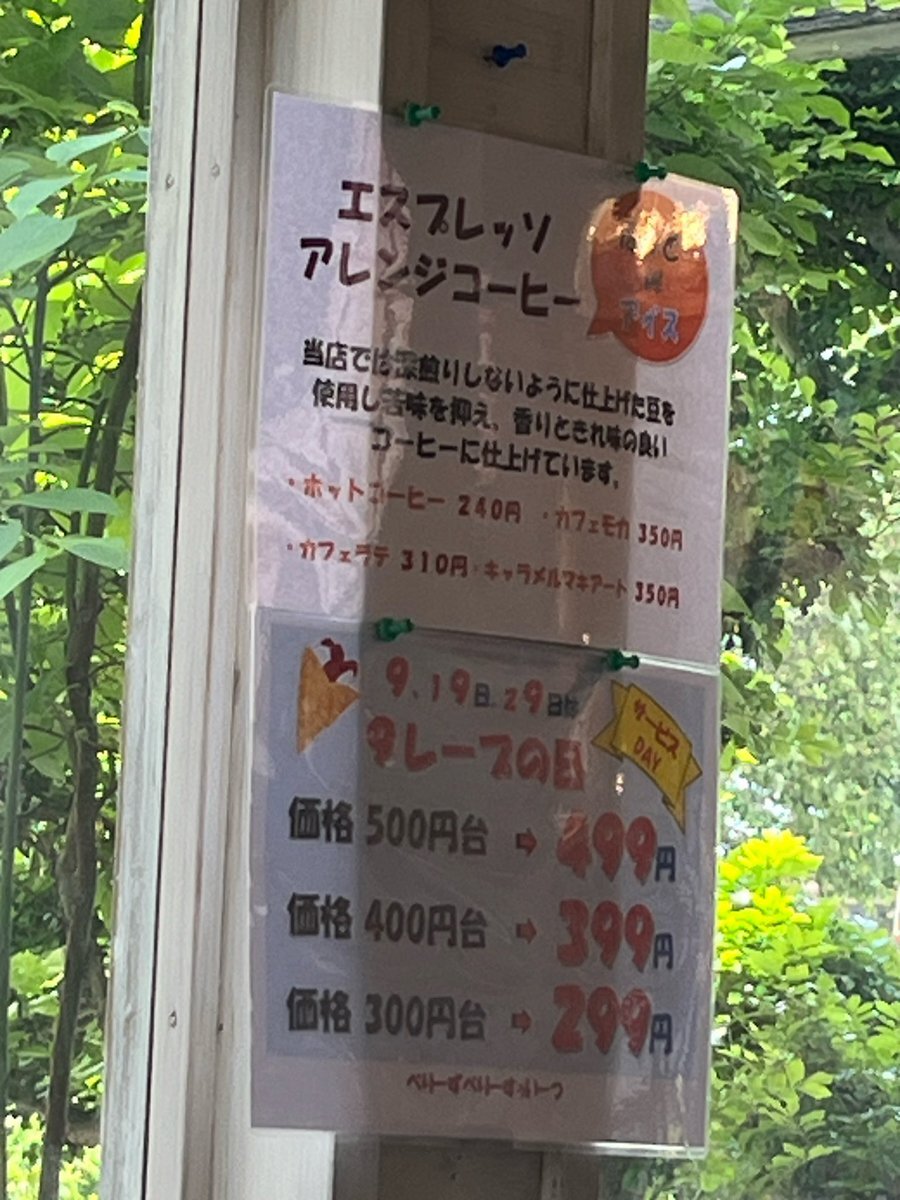 エスプレッソ
アレンジコーヒー
アイス
当店では深煎りしないように仕上げた豆を
使用し苦味を抑え、香りときれ味の良い
コーヒーに仕上げています。
・ホットコーヒー 240円 ・カフェモカ 350円
・カフェラテ 310円・キャラメルマキアート 350円
9、19日、29日は
クレープの日
サービス
DAY
価格 500円台 ➡ 499円
価格 400円台 ➡ 399円
価格 300円台 ➡ 299円